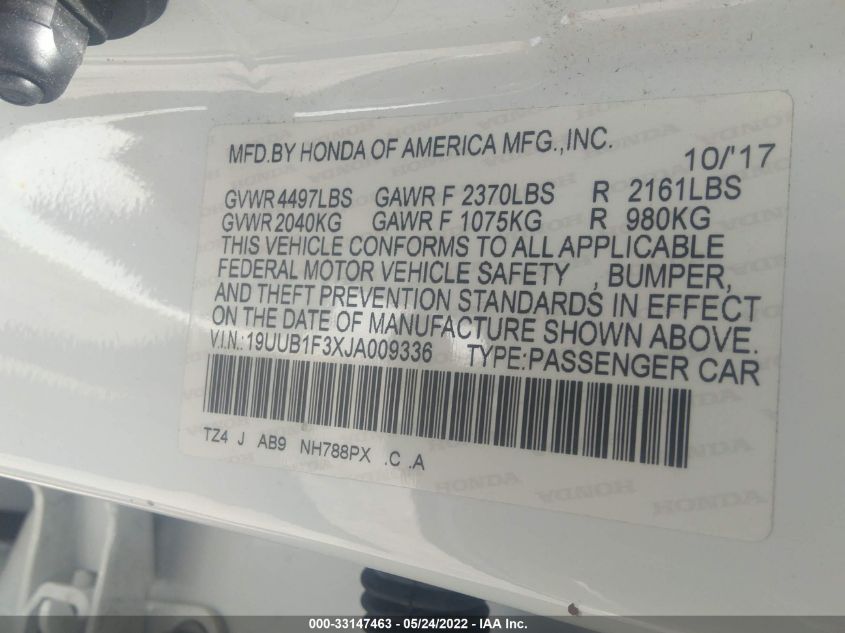 MFD.BY HONDA OF AMERICA MFG.,INC. 10/'17
GVWR 4497LBS GAWR F 2370LBS R 2161LBS
GVWR 2040KG GAWR F 1075KG R 980KG
THIS VEHICLE CONFORMS TO ALL APPLICABLE
FEDERAL MOTOR VEHICLE SAFETY , BUMPER,
AND THEFT PREVENTION STANDARDS IN EFFECT
ON THE DATE OF MANUFACTURE SHOWN ABOVE.
V.I.N.:19UUB1F3XJA009336 TYPE:PASSENGER CAR
TZ4 J AB9 NH788PX .C .A
000-33147463 - 05/24/2022 - IAA Inc.